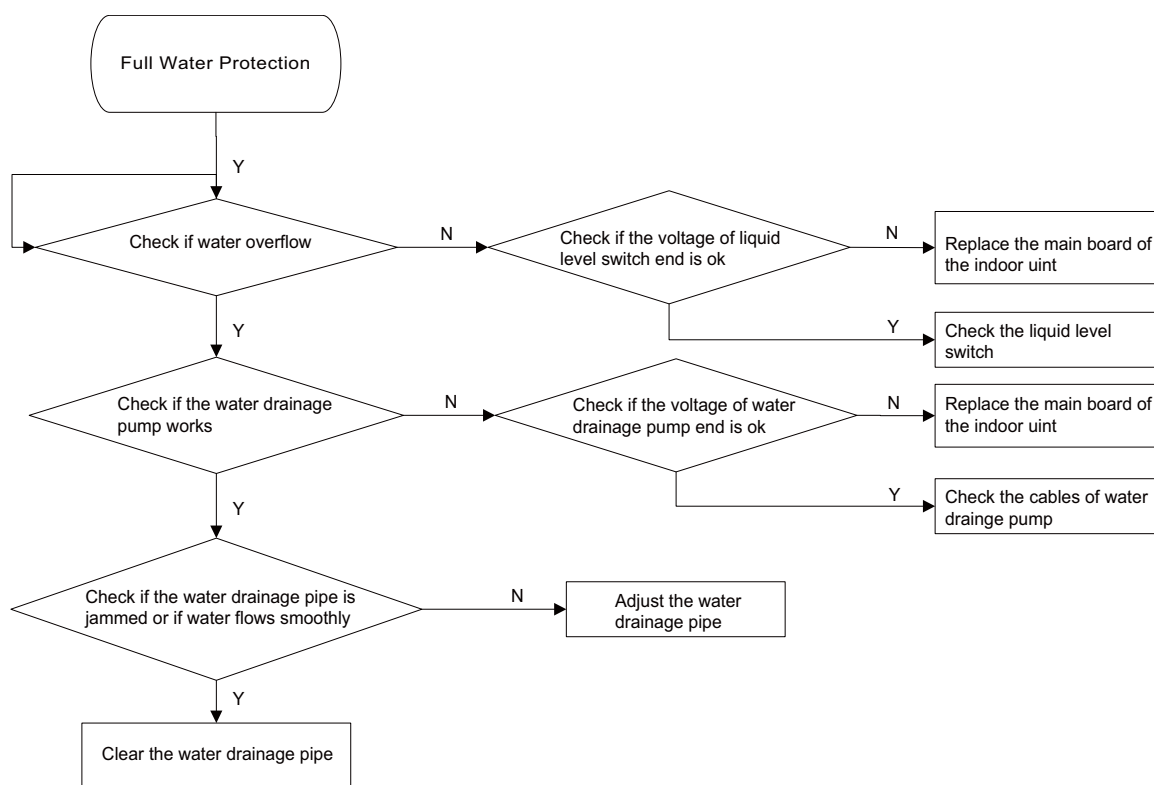 Full Water Protection
Y
Check if water overflow
N
Check if the voltage of liquid
level switch end is ok
N
Replace the main board of
the indoor uint
Y
Check the liquid level
switch
Y
Check if the water drainage
pump works
N
Check if the voltage of water
drainage pump end is ok
N
Replace the main board of
the indoor uint
Y
Check the cables of water
drainge pump
Y
Check if the water drainage pipe is
jammed or if water flows smoothly
N
Adjust the water
drainage pipe
Y
Clear the water drainage pipe